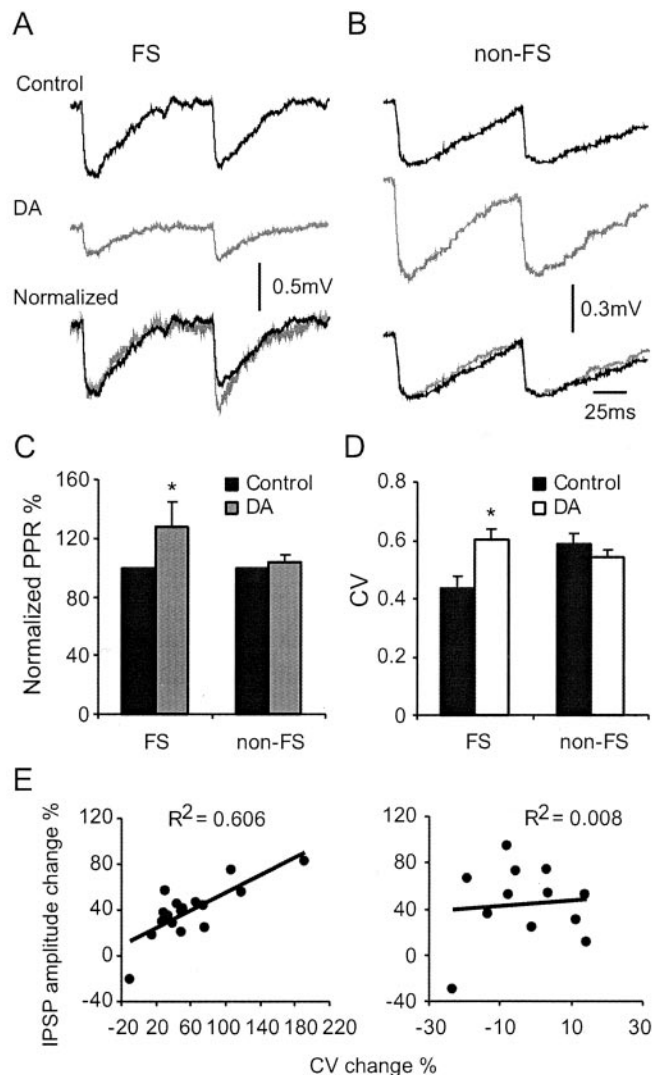 A
B
FS
non-FS
Control
DA
Normalized
0.5mV
0.3mV
25ms
C
D
Normalized PPR %
160
120
80
40
0
*
Control
DA
FS
non-FS
CV
0.8
0.6
0.4
0.2
0
*
Control
DA
FS
non-FS
E
IPSP amplitude change %
120
80
40
0
-40
R2 = 0.606
-20 20 60 100 140 180 220
120
80
40
0
-40
R2 = 0.008
-30 -10 10 30
CV change %